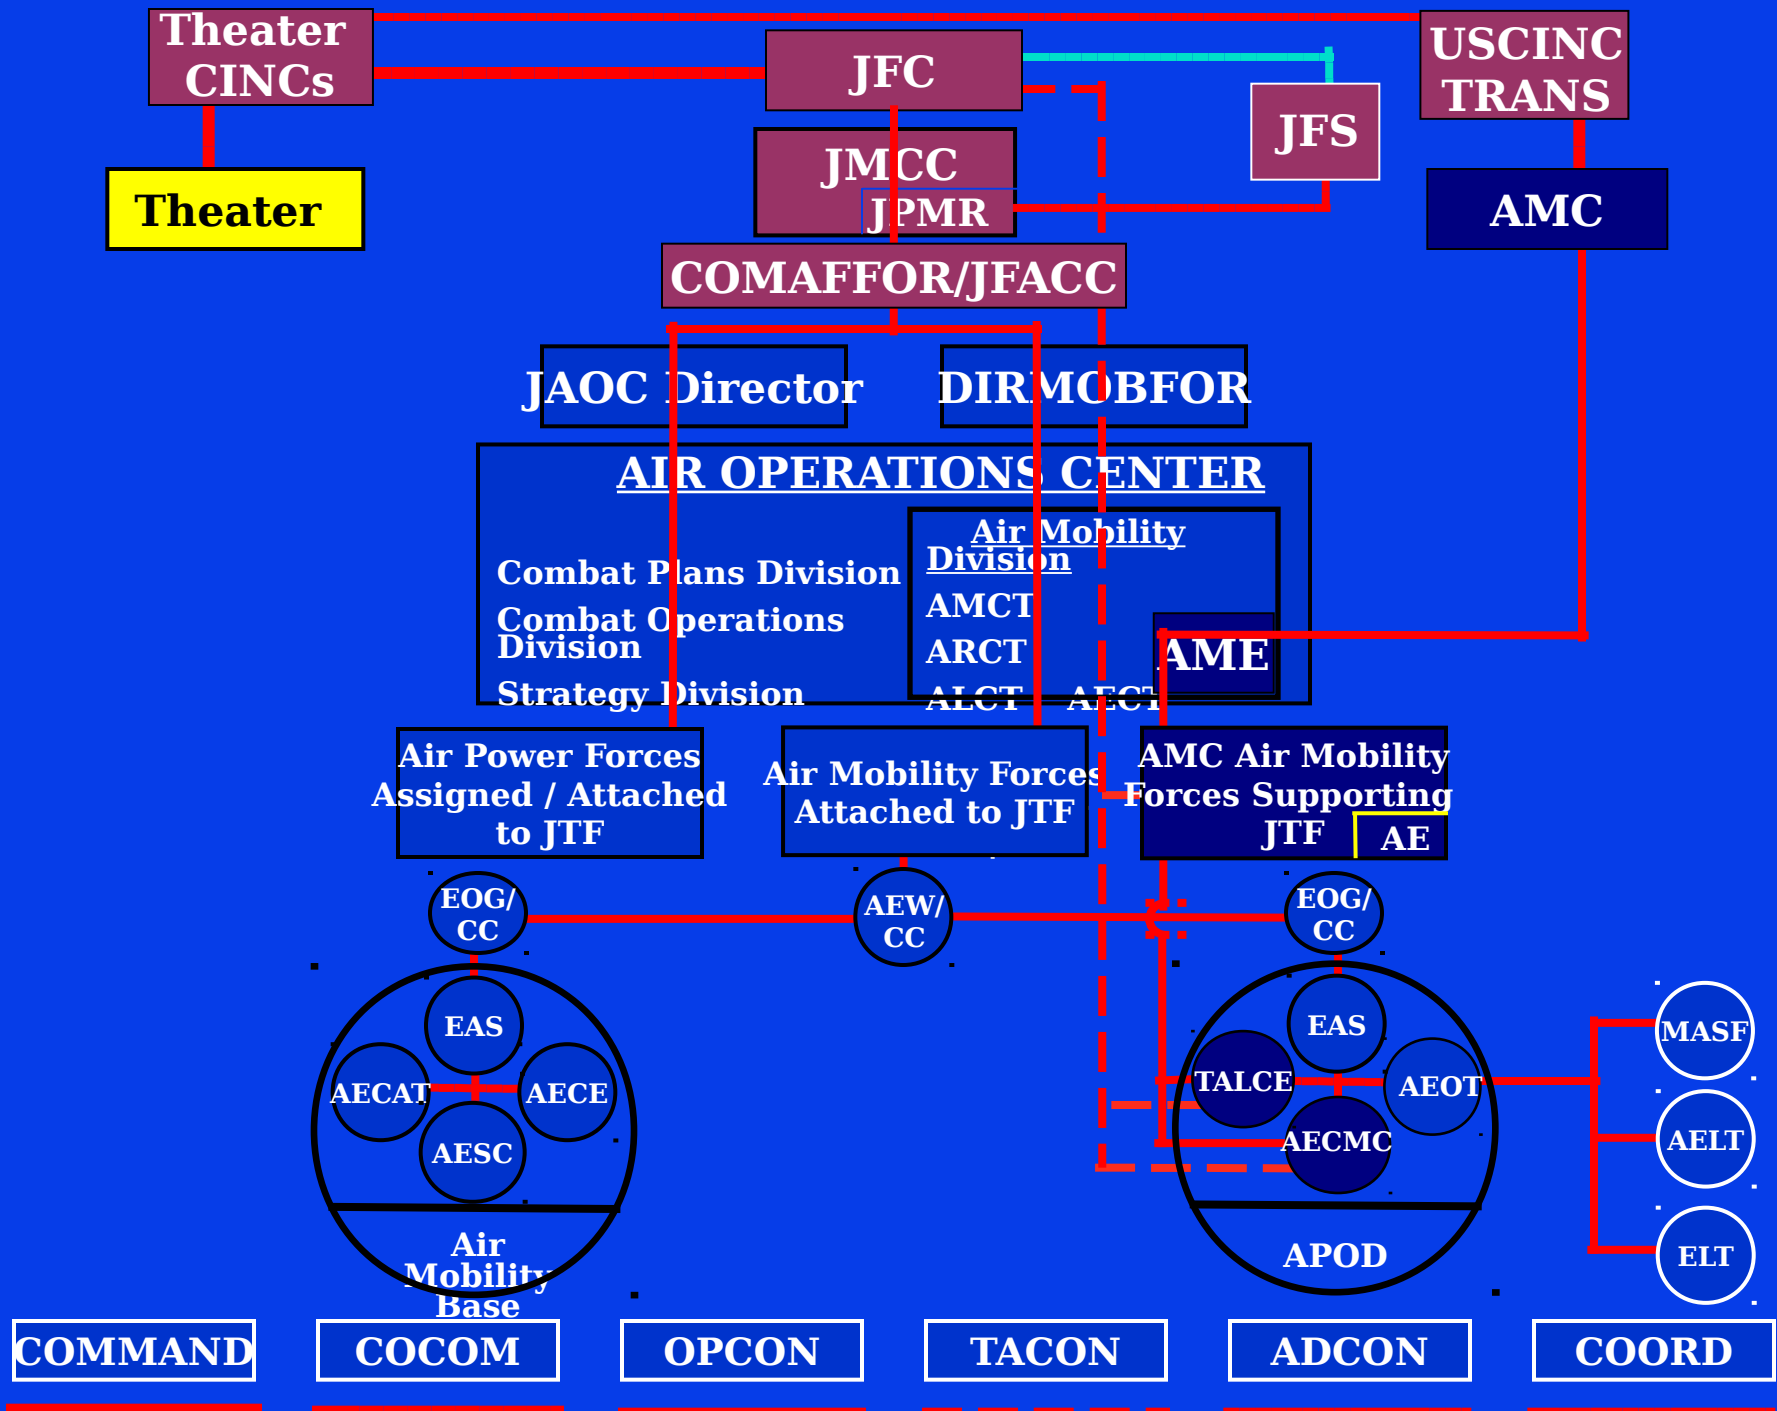 Theater
CINCs
USCINC
TRANS
JFC
JFS
JMCC
JPMR
Theater
AMC
COMAFFOR/JFACC
JAOC Director
DIRMOBFOR
AIR OPERATIONS CENTER
Air Mobility
Division
Combat Plans Division
AMCT
Combat Operations
Division
ARCT
AME
Strategy Division
ALCT AECT
Air Power Forces
Assigned / Attached
to JTF
Air Mobility Forces
Attached to JTF
AMC Air Mobility
Forces Supporting
JTF
AE
EOG/
CC
AEW/
CC
EOG/
CC
EAS
AECAT
AECE
AESC
Air
Mobility
Base
EAS
TALCE
AEOT
AECMC
APOD
MASF
AELT
ELT
COMMAND
COCOM
OPCON
TACON
ADCON
COORD